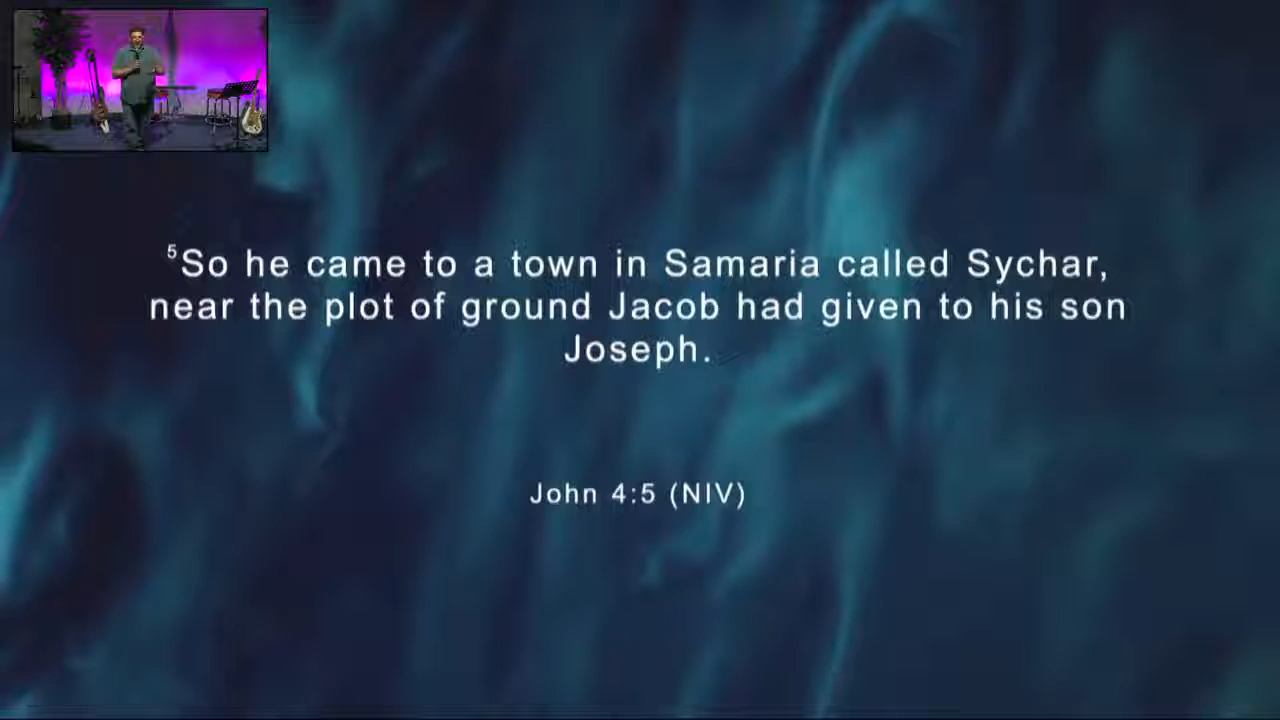 ⁵So he came to a town in Samaria called Sychar,
near the plot of ground Jacob had given to his son
Joseph.
John 4:5 (NIV)